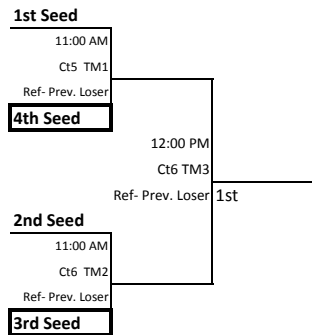 1st Seed
11:00 AM
Ct5 TM1
Ref- Prev. Loser
4th Seed
12:00 PM
Ct6 TM3
Ref- Prev. Loser
1st
2nd Seed
11:00 AM
Ct6 TM2
Ref- Prev. Loser
3rd Seed